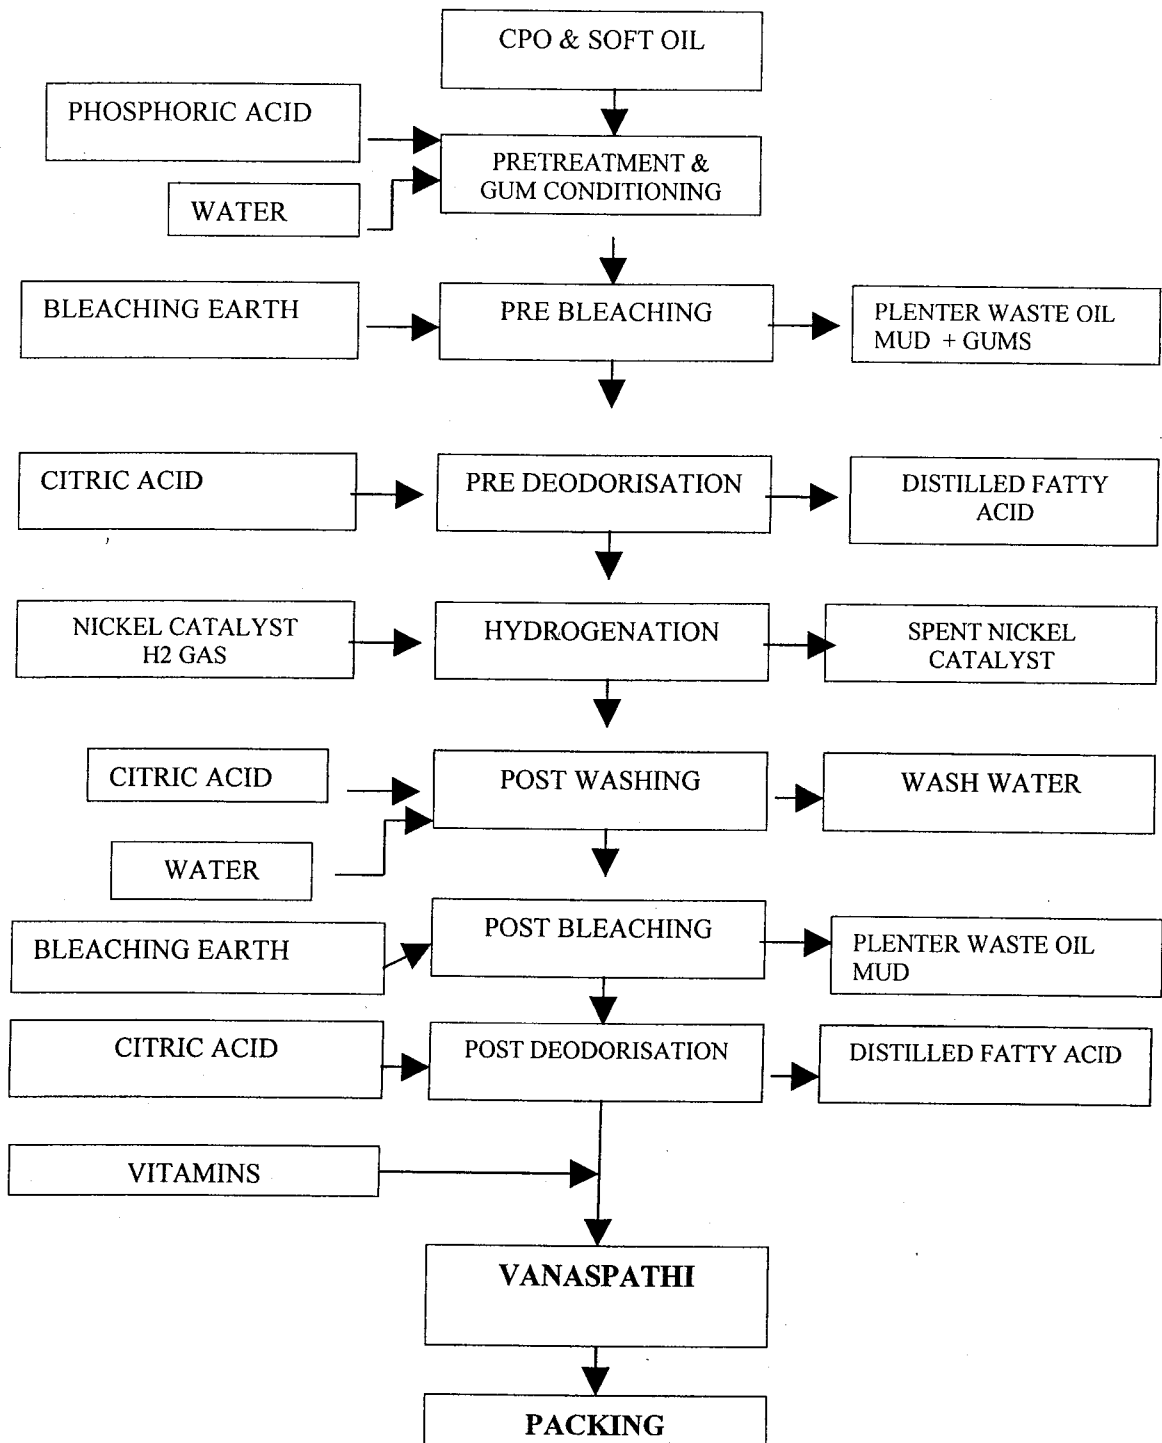 CPO & SOFT OIL
PHOSPHORIC ACID
PRETREATMENT &
GUM CONDITIONING
WATER
BLEACHING EARTH
PRE BLEACHING
PLENTER WASTE OIL
MUD + GUMS
CITRIC ACID
PRE DEODORISATION
DISTILLED FATTY
ACID
NICKEL CATALYST
H2 GAS
HYDROGENATION
SPENT NICKEL
CATALYST
CITRIC ACID
POST WASHING
WASH WATER
WATER
BLEACHING EARTH
POST BLEACHING
PLENTER WASTE OIL
MUD
CITRIC ACID
POST DEODORISATION
DISTILLED FATTY ACID
VITAMINS
VANASPATHI
PACKING